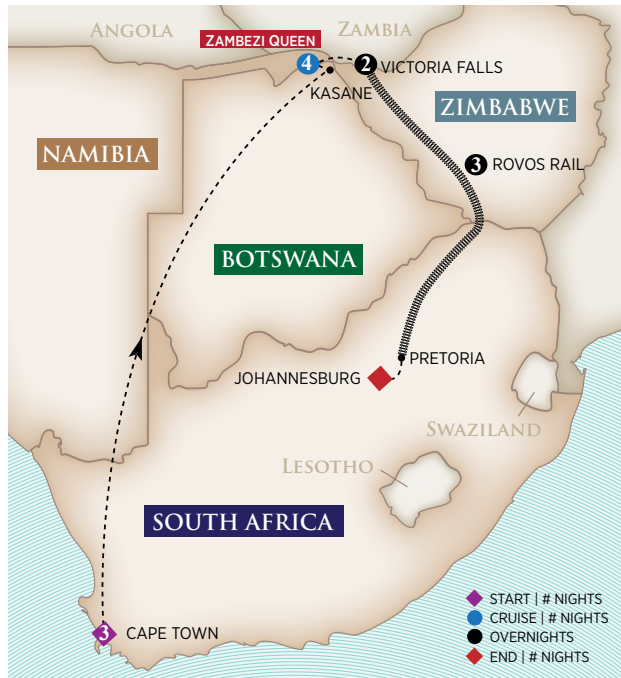 ANGOLA
ZAMBIA
ZAMBEZI QUEEN
4
2 VICTORIA FALLS
KASANE
ZIMBABWE
NAMIBIA
3 ROVOS RAIL
BOTSWANA
PRETORIA
JOHANNESBURG
SWAZILAND
LESOTHO
SOUTH AFRICA
START | # NIGHTS
CRUISE | # NIGHTS
3 CAPE TOWN
OVERNIGHTS
END | # NIGHTS